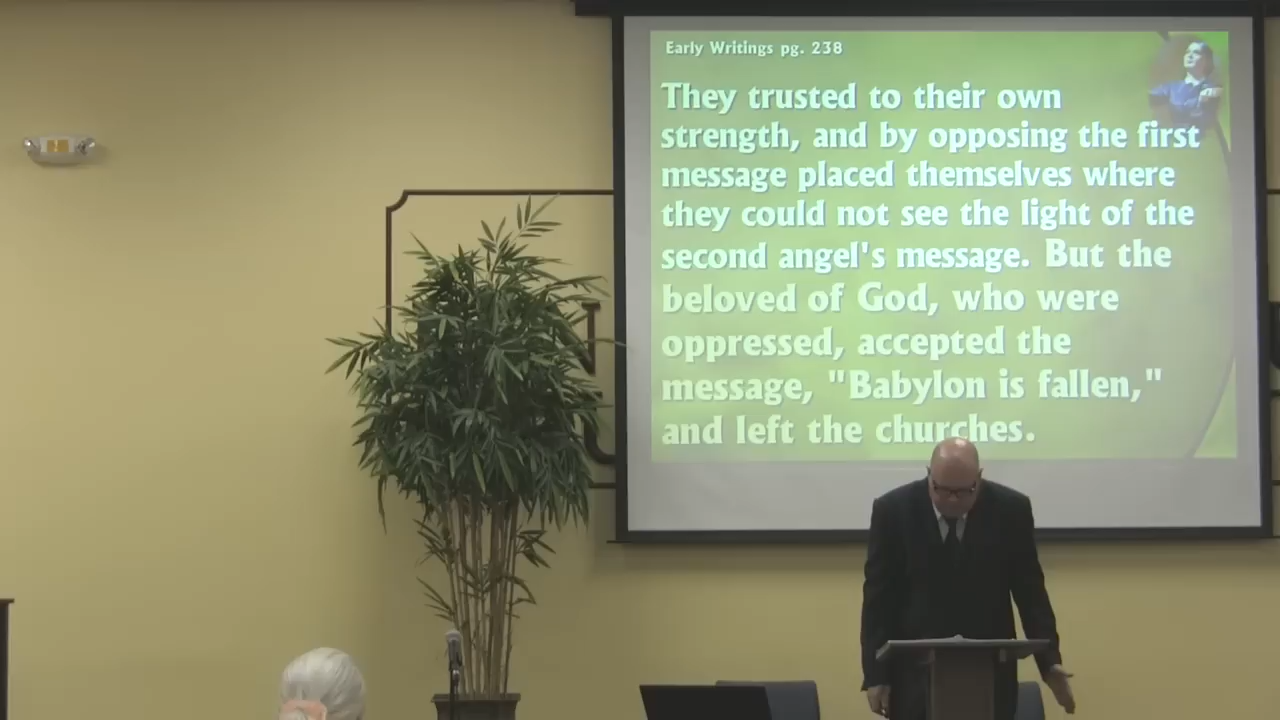 Early Writings pg. 238
They trusted to their own
strength, and by opposing the first
message placed themselves where
they could not see the light of the
second angel's message. But the
beloved of God, who were
oppressed, accepted the
message, "Babylon is fallen,"
and left the churches.